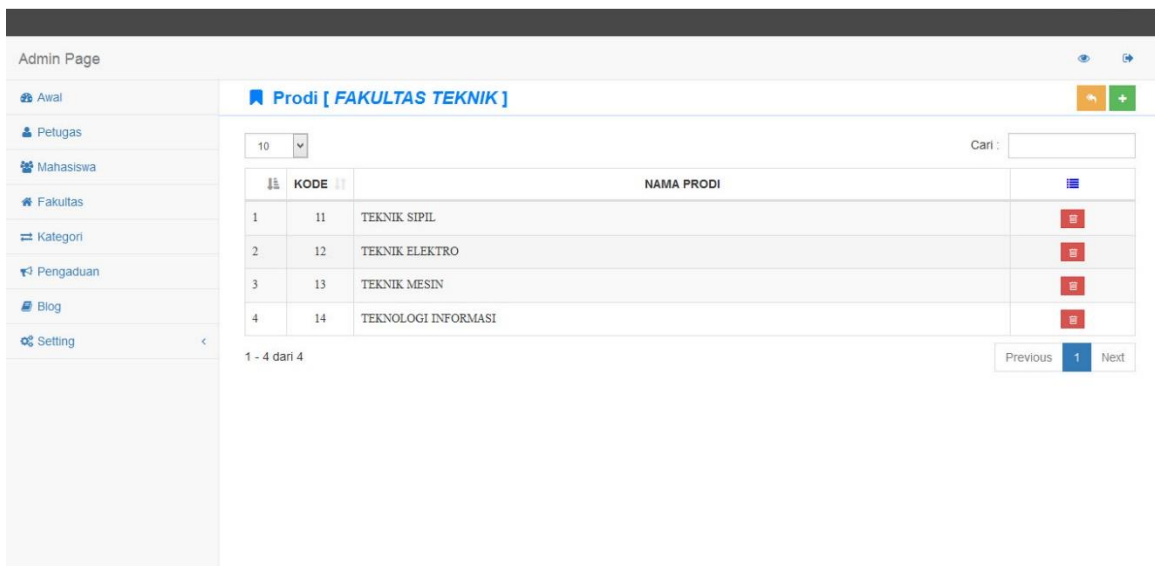 Admin Page
Awal
Petugas
Mahasiswa
Fakultas
Kategori
Pengaduan
Blog
Setting
Prodi [ FAKULTAS TEKNIK ]
10
Cari :
KODE NAMA PRODI
1 11 TEKNIK SIPIL
2 12 TEKNIK ELEKTRO
3 13 TEKNIK MESIN
4 14 TEKNOLOGI INFORMASI
1 - 4 dari 4
Previous 1 Next